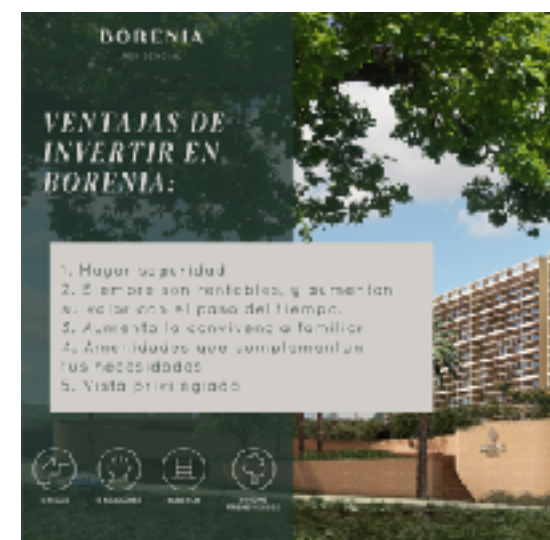 BORENIA
RESIDENCIAL
VENTAJAS DE
INVERTIR EN
BORENIA:
1. Mayor seguridad
2. Siempre son rentables, y aumentan
su valor con el paso del tiempo.
3. Aumenta la convivencia familiar
4. Amenidades que complementan
tus necesidades
5. Vista privilegiada